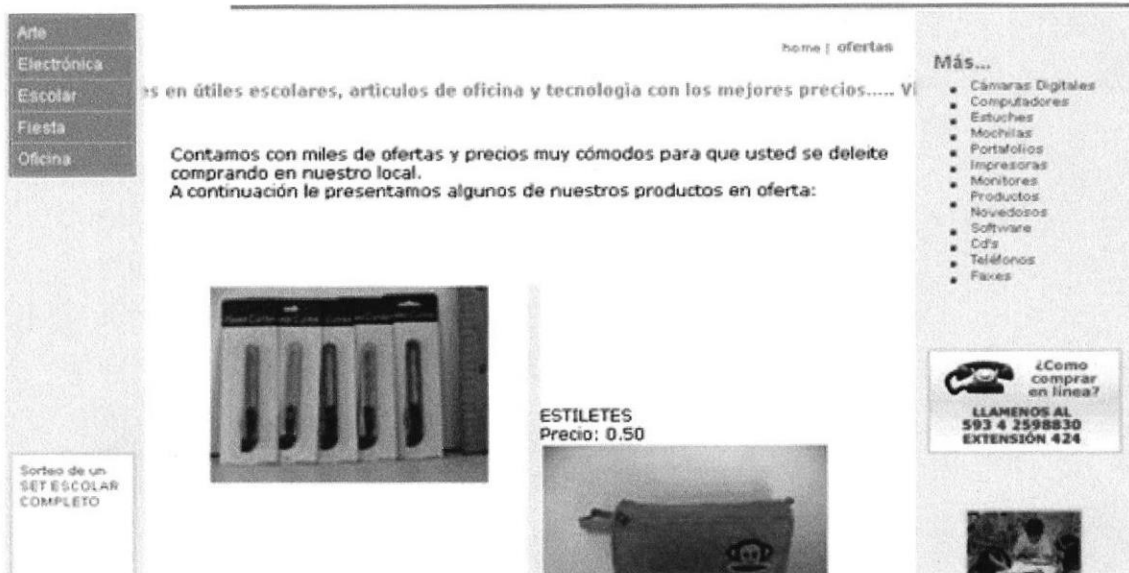 Arte
Electrónica
Escolar
Fiesta
Oficina
home | ofertas
es en útiles escolares, articulos de oficina y tecnologia con los mejores precios..... Vi
Contamos con miles de ofertas y precios muy cómodos para que usted se deleite
comprando en nuestro local.
A continuación le presentamos algunos de nuestros productos en oferta:
ESTILETES
Precio: 0.50
Sorteo de un
SET ESCOLAR
COMPLETO
Más...
Cámaras Digitales
Computadores
Estuches
Mochilas
Portafolios
Impresoras
Monitores
Productos
Novedosos
Software
Cd's
Teléfonos
Faxes
¿Como
comprar
en línea?
LLAMENOS AL
593 4 2598830
EXTENSIÓN 424